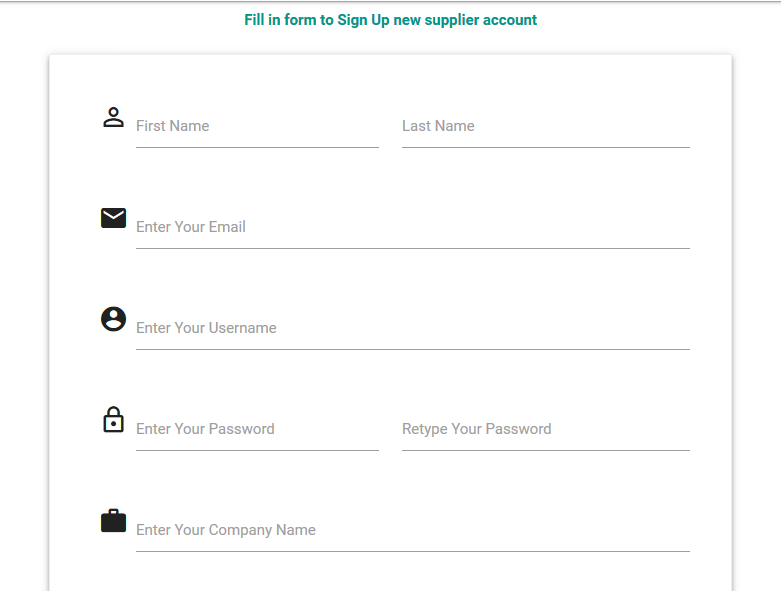 Fill in form to Sign Up new supplier account
First Name
Last Name
Enter Your Email
Enter Your Username
Enter Your Password
Retype Your Password
Enter Your Company Name